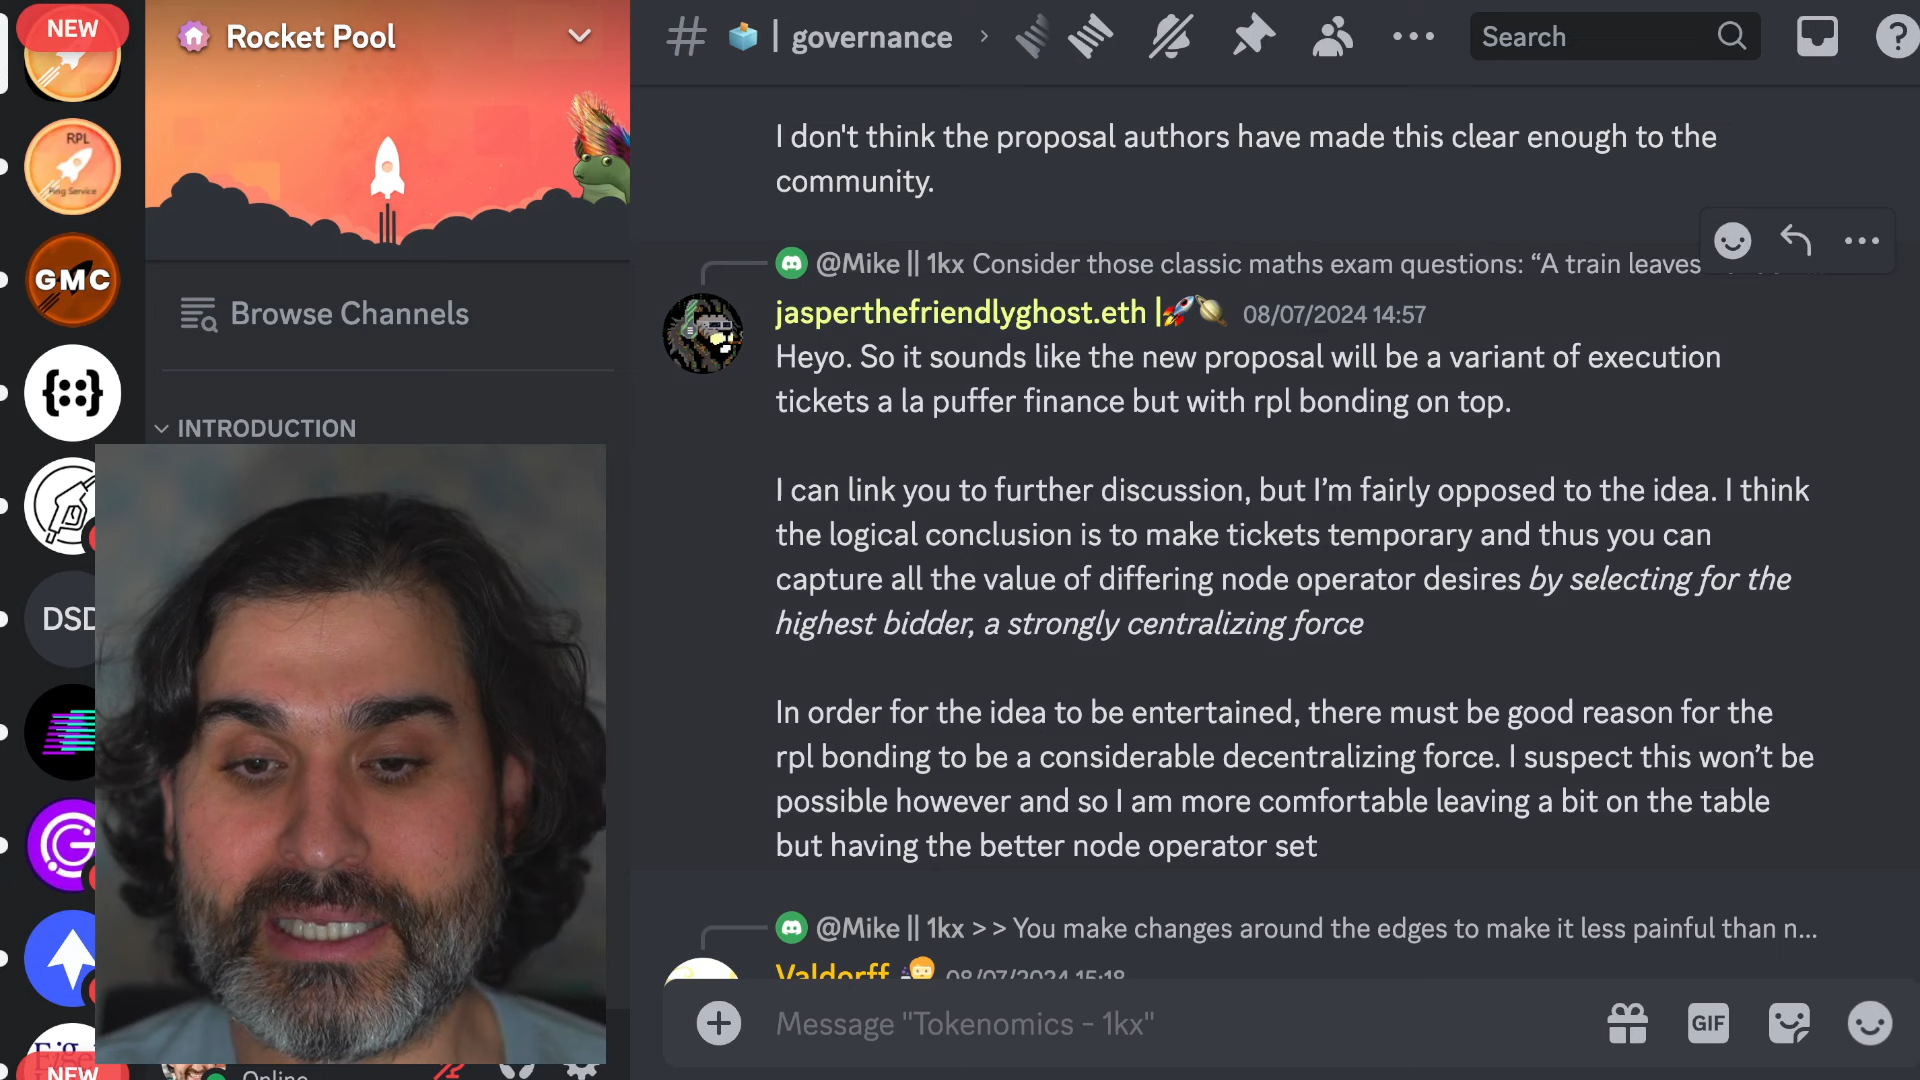 NEW
Rocket Pool
governance
Search
?
RPL
I don't think the proposal authors have made this clear enough to the
community.
GMC
Browse Channels
@Mike || 1kx Consider those classic maths exam questions: “A train leaves
jasperthefriendlyghost.eth |🚀🪐 08/07/2024 14:57
Heyo. So it sounds like the new proposal will be a variant of execution
tickets a la puffer finance but with rpl bonding on top.
INTRODUCTION
I can link you to further discussion, but I’m fairly opposed to the idea. I think
the logical conclusion is to make tickets temporary and thus you can
capture all the value of differing node operator desires by selecting for the
highest bidder, a strongly centralizing force
DSD
In order for the idea to be entertained, there must be good reason for the
rpl bonding to be a considerable decentralizing force. I suspect this won’t be
possible however and so I am more comfortable leaving a bit on the table
but having the better node operator set
@Mike || 1kx > > You make changes around the edges to make it less painful than n...
Valdorff 08/07/2024 15:18
Message "Tokenomics - 1kx"
GIF
NEW
Online